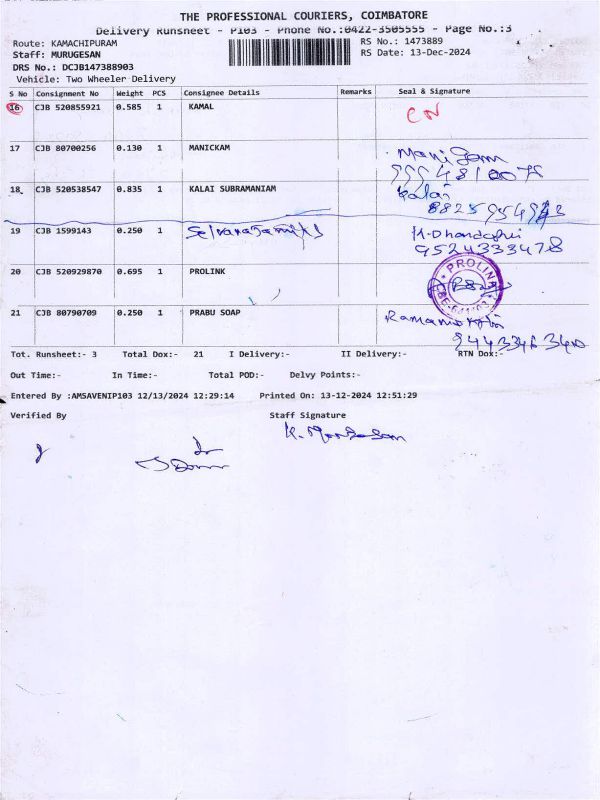 THE PROFESSIONAL COURIERS, COIMBATORE
Delivery Runsheet - P103 - Phone No.:0422-3505555 - Page No.:3
Route: KAMACHIPURAM
RS No.: 1473889
Staff: MURUGESAN
RS Date: 13-Dec-2024
DRS No.: DCJB147388903
Vehicle: Two Wheeler Delivery
S No Consignment No Weight PCS Consignee Details Remarks Seal & Signature
16 CJB 520855921 0.585 1 KAMAL CN
17 CJB 80700256 0.130 1 MANICKAM
18 CJB 520538547 0.835 1 KALAI SUBRAMANIAM Kalai
19 CJB 1599143 0.250 1
9524333478
20 CJB 520929870 0.695 1 PROLINK PROLINK
21 CJB 80790709 0.250 1 PRABU SOAP
Tot. Runsheet:- 3 Total Dox:- 21 I Delivery:- II Delivery:- RTN Dox:-
Out Time:- In Time:- Total POD:- Delvy Points:-
Entered By :AMSAVENIP103 12/13/2024 12:29:14 Printed On: 13-12-2024 12:51:29
Verified By Staff Signature